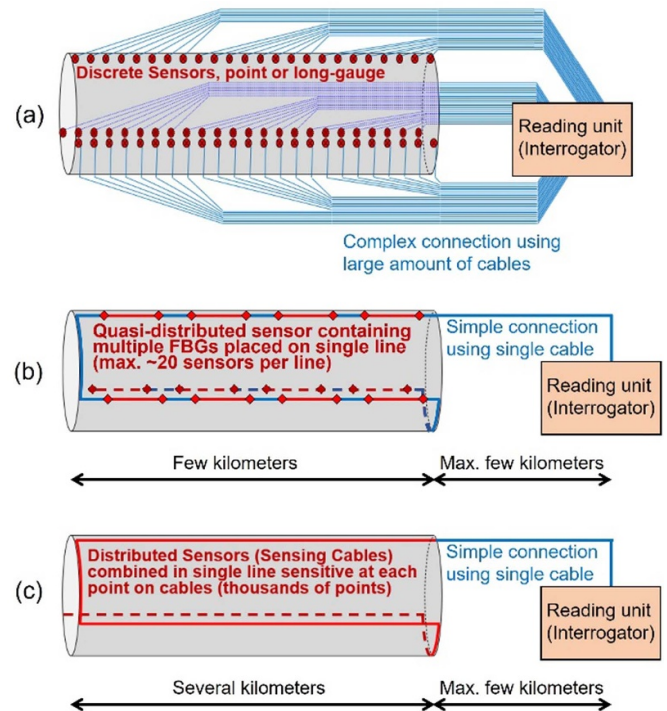 Discrete Sensors, point or long-gauge
(a)
Reading unit
(Interrogator)
Complex connection using
large amount of cables
(b)
Quasi-distributed sensor containing
multiple FBGs placed on single line
(max. ~20 sensors per line)
Simple connection
using single cable
Reading unit
(Interrogator)
Few kilometers
Max. few kilometers
(c)
Distributed Sensors (Sensing Cables)
combined in single line sensitive at each
point on cables (thousands of points)
Simple connection
using single cable
Reading unit
(Interrogator)
Several kilometers
Max. few kilometers